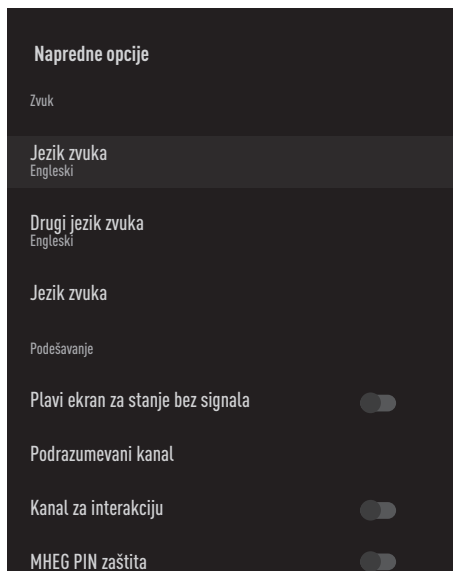 Napredne opcije
Zvuk
Jezik zvuka
Engleski
Drugi jezik zvuka
Engleski
Jezik zvuka
Podešavanje
Plavi ekran za stanje bez signala
Podrazumevani kanal
Kanal za interakciju
MHEG PIN zaštita